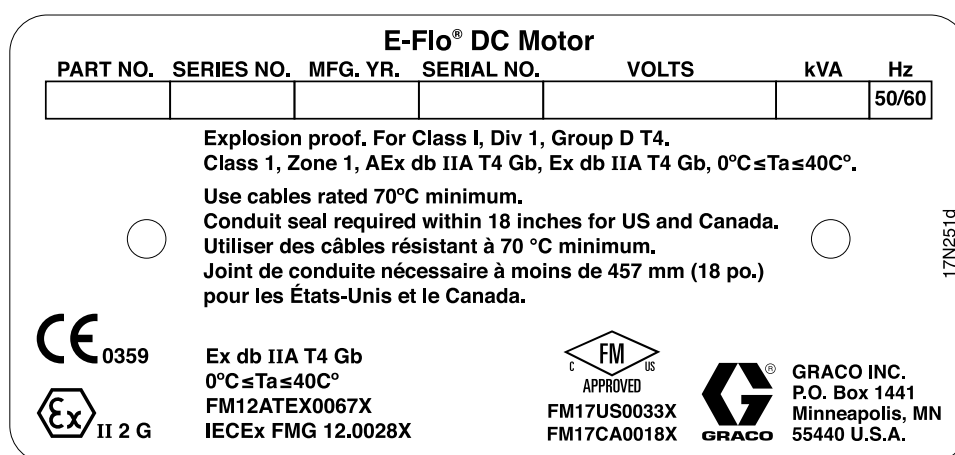 E-Flo® DC Motor
PART NO. SERIES NO. MFG. YR. SERIAL NO. VOLTS kVA Hz
50/60
Explosion proof. For Class I, Div 1, Group D T4.
Class 1, Zone 1, AEx db IIA T4 Gb, Ex db IIA T4 Gb, 0°C≤Ta≤40C°.
Use cables rated 70°C minimum.
Conduit seal required within 18 inches for US and Canada.
Utiliser des câbles résistant à 70 °C minimum.
Joint de conduite nécessaire à moins de 457 mm (18 po.)
pour les États-Unis et le Canada.
17N251d
CE 0359
Ex II 2 G
Ex db IIA T4 Gb
0°C≤Ta≤40C°
FM12ATEX0067X
IECEx FMG 12.0028X
C FM US
APPROVED
FM17US0033X
FM17CA0018X
®
GRACO
GRACO INC.
P.O. Box 1441
Minneapolis, MN
55440 U.S.A.